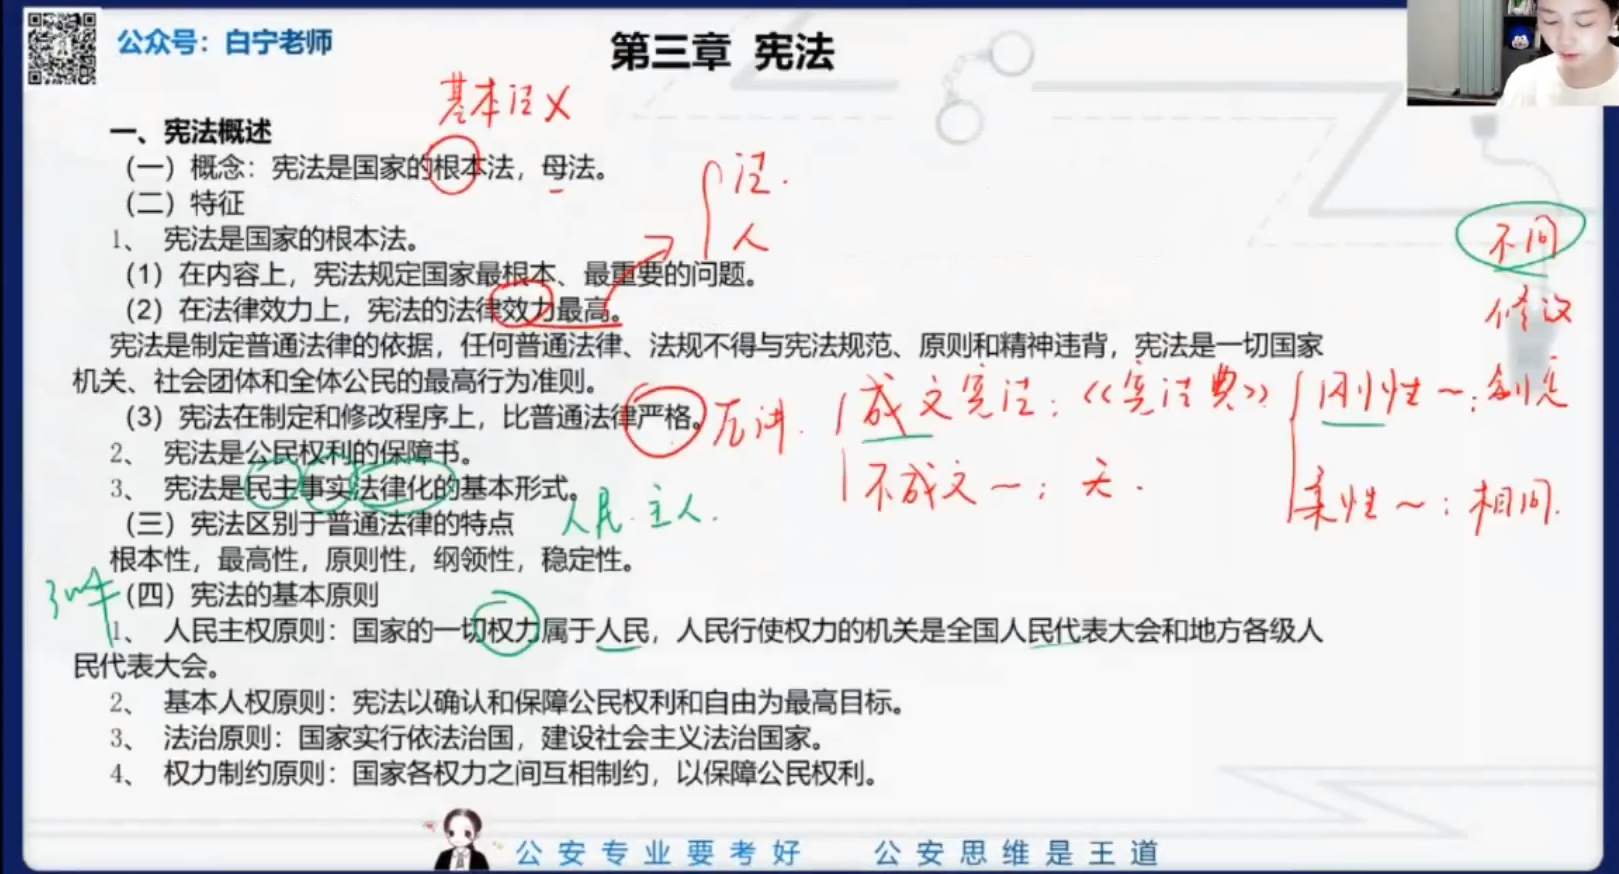 公众号：白宁老师
第三章 宪法
基本法✗
一、宪法概述
（一）概念：宪法是国家的根本法，母法。
法.
（二）特征
人
1、 宪法是国家的根本法。
不同
（1）在内容上，宪法规定国家最根本、最重要的问题。
（2）在法律效力上，宪法的法律效力最高。
修改
宪法是制定普通法律的依据，任何普通法律、法规不得与宪法规范、原则和精神违背，宪法是一切国家
机关、社会团体和全体公民的最高行为准则。
成文宪法：《宪法典》
刚性～：
（3）宪法在制定和修改程序上，比普通法律严格。
2、 宪法是公民权利的保障书。
不成文～：无.
3、 宪法是民主事实法律化的基本形式。
柔性～：相同.
人民.主人.
（三）宪法区别于普通法律的特点
根本性，最高性，原则性，纲领性，稳定性。
（四）宪法的基本原则
1、 人民主权原则：国家的一切权力属于人民，人民行使权力的机关是全国人民代表大会和地方各级人
民代表大会。
2、 基本人权原则：宪法以确认和保障公民权利和自由为最高目标。
3、 法治原则：国家实行依法治国，建设社会主义法治国家。
4、 权力制约原则：国家各权力之间互相制约，以保障公民权利。
公安专业要考好 公安思维是王道